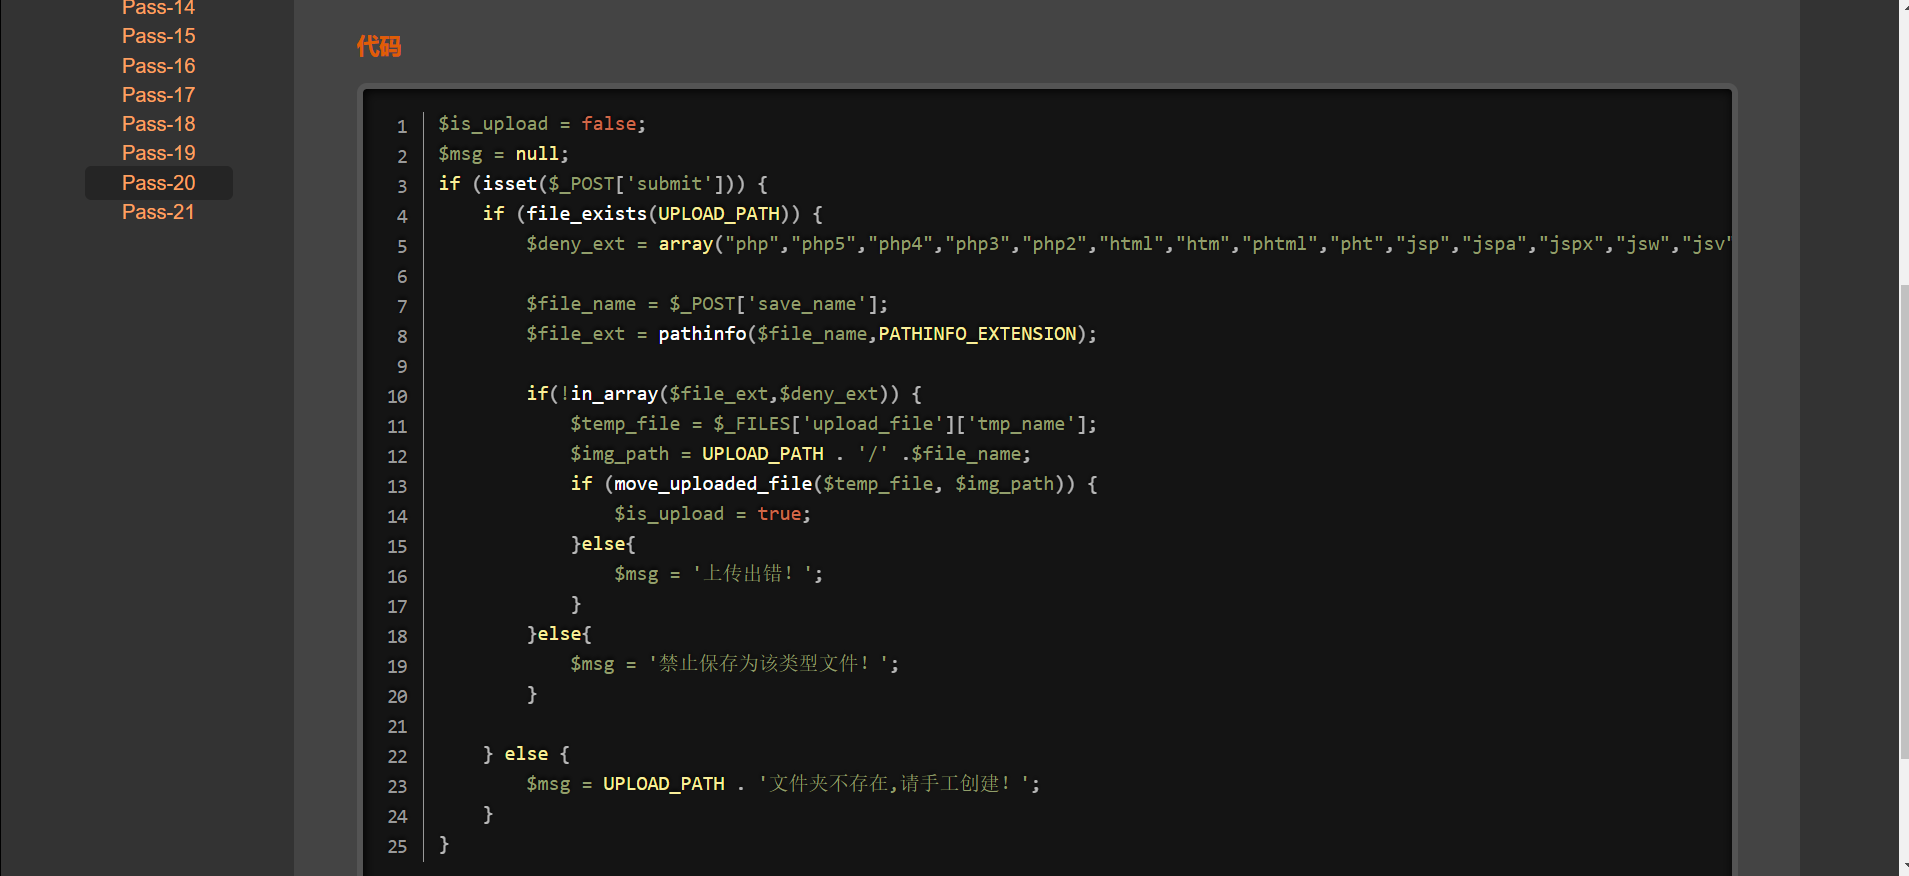 Pass-14
Pass-15
Pass-16
Pass-17
Pass-18
Pass-19
Pass-20
Pass-21
代码
1 $is_upload = false;
2 $msg = null;
3 if (isset($_POST['submit'])) {
4     if (file_exists(UPLOAD_PATH)) {
5         $deny_ext = array("php","php5","php4","php3","php2","html","htm","phtml","pht","jsp","jspa","jspx","jsw","jsv"
6
7         $file_name = $_POST['save_name'];
8         $file_ext = pathinfo($file_name,PATHINFO_EXTENSION);
9
10         if(!in_array($file_ext,$deny_ext)) {
11             $temp_file = $_FILES['upload_file']['tmp_name'];
12             $img_path = UPLOAD_PATH . '/' .$file_name;
13             if (move_uploaded_file($temp_file, $img_path)) {
14                 $is_upload = true;
15             }else{
16                 $msg = '上传出错！';
17             }
18         }else{
19             $msg = '禁止保存为该类型文件！';
20         }
21
22     } else {
23         $msg = UPLOAD_PATH . '文件夹不存在,请手工创建！';
24     }
25 }